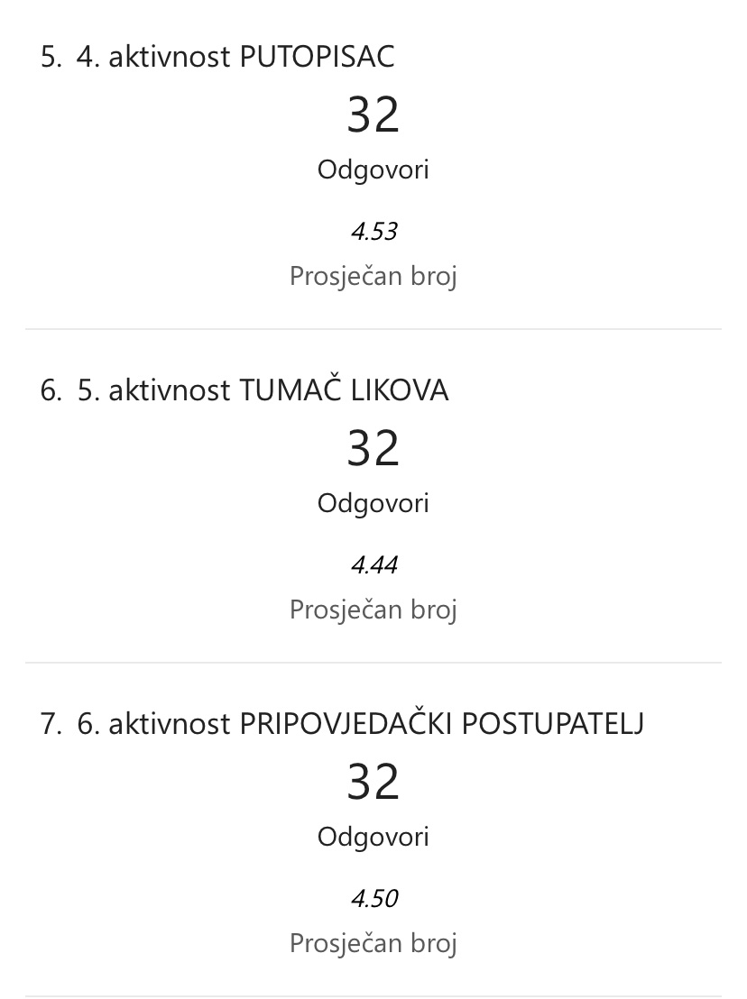 5. 4. aktivnost PUTOPISAC
32
Odgovori
4.53
Prosječan broj
6. 5. aktivnost TUMAČ LIKOVA
32
Odgovori
4.44
Prosječan broj
7. 6. aktivnost PRIPOVJEDAČKI POSTUPATELJ
32
Odgovori
4.50
Prosječan broj